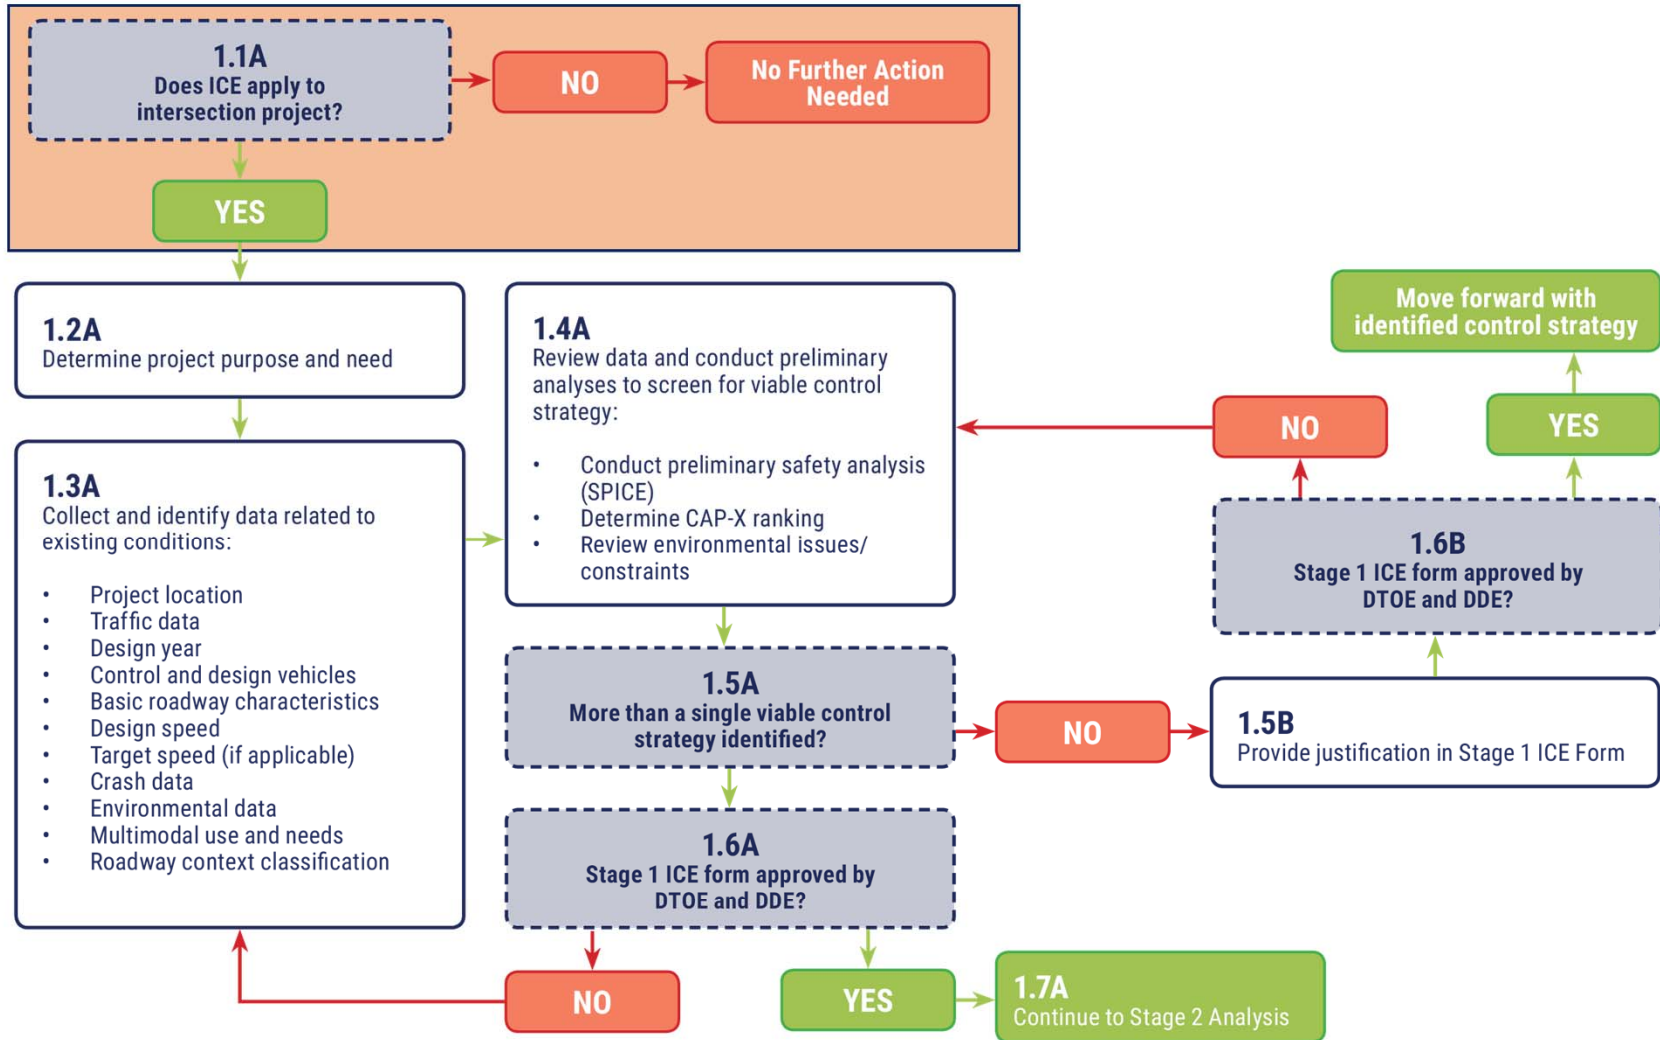 1.1A
Does ICE apply to
intersection project?
NO
No Further Action
Needed
YES
1.2A
Determine project purpose and need
1.3A
Collect and identify data related to
existing conditions:
• Project location
• Traffic data
• Design year
• Control and design vehicles
• Basic roadway characteristics
• Design speed
• Target speed (if applicable)
• Crash data
• Environmental data
• Multimodal use and needs
• Roadway context classification
1.4A
Review data and conduct preliminary
analyses to screen for viable control
strategy:
• Conduct preliminary safety analysis
(SPICE)
• Determine CAP-X ranking
• Review environmental issues/
constraints
1.5A
More than a single viable control
strategy identified?
NO
1.5B
Provide justification in Stage 1 ICE Form
1.6B
Stage 1 ICE form approved by
DTOE and DDE?
NO
YES
Move forward with
identified control strategy
1.6A
Stage 1 ICE form approved by
DTOE and DDE?
NO
YES
1.7A
Continue to Stage 2 Analysis